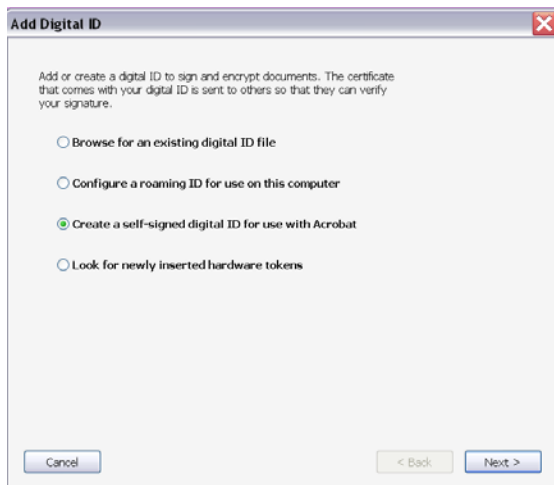 Add Digital ID
Add or create a digital ID to sign and encrypt documents. The certificate
that comes with your digital ID is sent to others so that they can verify
your signature.
Browse for an existing digital ID file
Configure a roaming ID for use on this computer
Create a self-signed digital ID for use with Acrobat
Look for newly inserted hardware tokens
Cancel
< Back
Next >